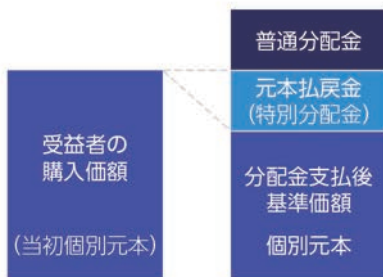 受益者の
購入価額
(当初個別元本)
普通分配金
元本払戻金
(特別分配金)
分配金支払後
基準価額
個別元本